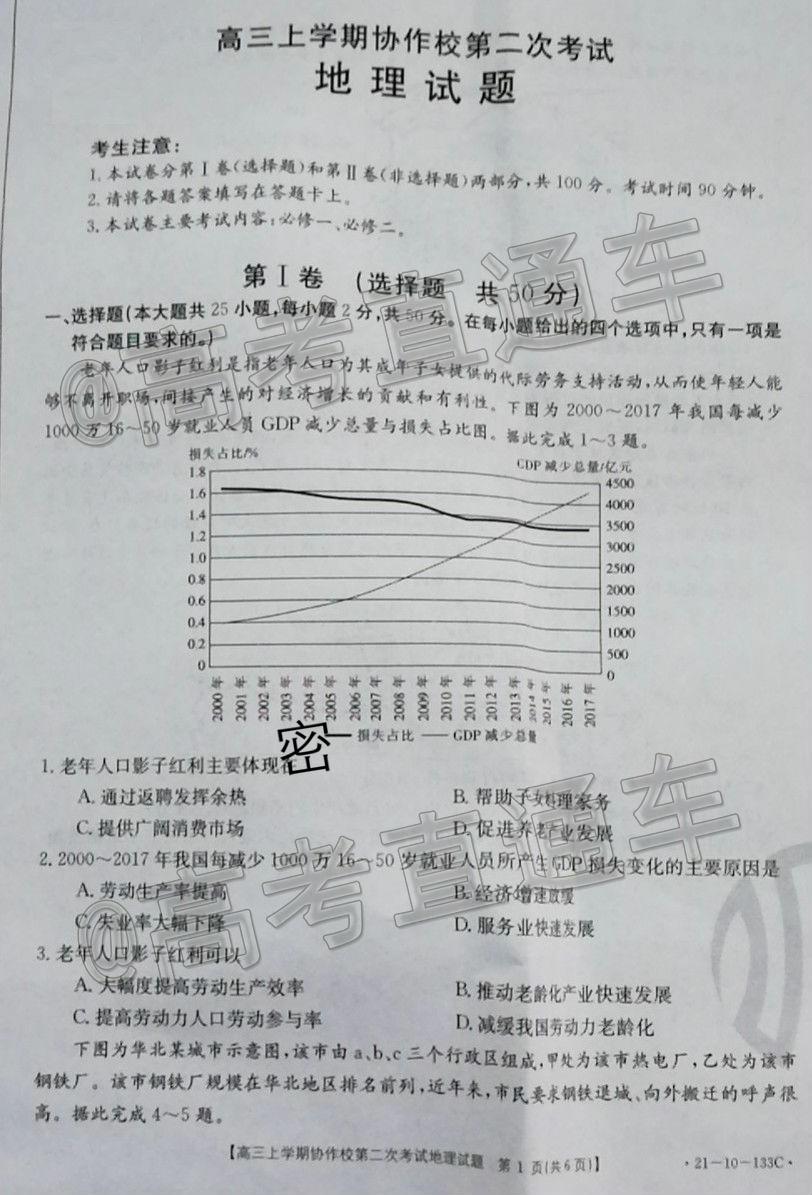 高三上学期协作校第二次考试
地理试题
考生注意:
1.本试卷分第Ⅰ卷(选择题)和第Ⅱ卷(非选择题)两部分,共100分。考试时间90分钟。
2.请将各题答案填写在答题卡上。
3.本试卷主要考试内容:必修一、必修二。
第Ⅰ卷 (选择题 共50分)
一、选择题(本大题共25小题,每小题2分,共50分。在每小题给出的四个选项中,只有一项是
符合题目要求的。)
老年人口影子红利是指老年人口为其成年子女提供的代际劳务支持活动,从而使年轻人能
够不离开职场,间接产生的对经济增长的贡献和有利性。下图为2000~2017年我国每减少
1000万16~50岁就业人员GDP减少总量与损失占比图。据此完成1~3题。
损失占比/% GDP减少总量/亿元
1.8 4500
1.6 4000
1.4 3500
1.2 3000
1.0 2500
0.8 2000
0.6 1500
0.4 1000
0.2 500
0 0
2000年 2001年 2002年 2003年 2004年 2005年 2006年 2007年 2008年 2009年 2010年 2011年 2012年 2013年 2014年 2015年 2016年 2017年
密
损失占比 GDP减少总量
1.老年人口影子红利主要体现在
A.通过返聘发挥余热 B.帮助子女料理家务
C.提供广阔消费市场 D.促进养老产业发展
2.2000~2017年我国每减少1000万16~50岁就业人员所产生GDP损失变化的主要原因是
A.劳动生产率提高 B.经济增速放缓
C.失业率大幅下降 D.服务业快速发展
3.老年人口影子红利可以
A.大幅度提高劳动生产效率 B.推动老龄化产业快速发展
C.提高劳动力人口劳动参与率 D.减缓我国劳动力老龄化
下图为华北某城市示意图,该市由a、b、c三个行政区组成,甲处为该市热电厂,乙处为该市
钢铁厂。该市钢铁厂规模在华北地区排名前列,近年来,市民要求钢铁退城、向外搬迁的呼声很
高。据此完成4~5题。
【高三上学期协作校第二次考试地理试题 第1页(共6页)】 ·21-10-133C·
@高考直通车
@高考直通车